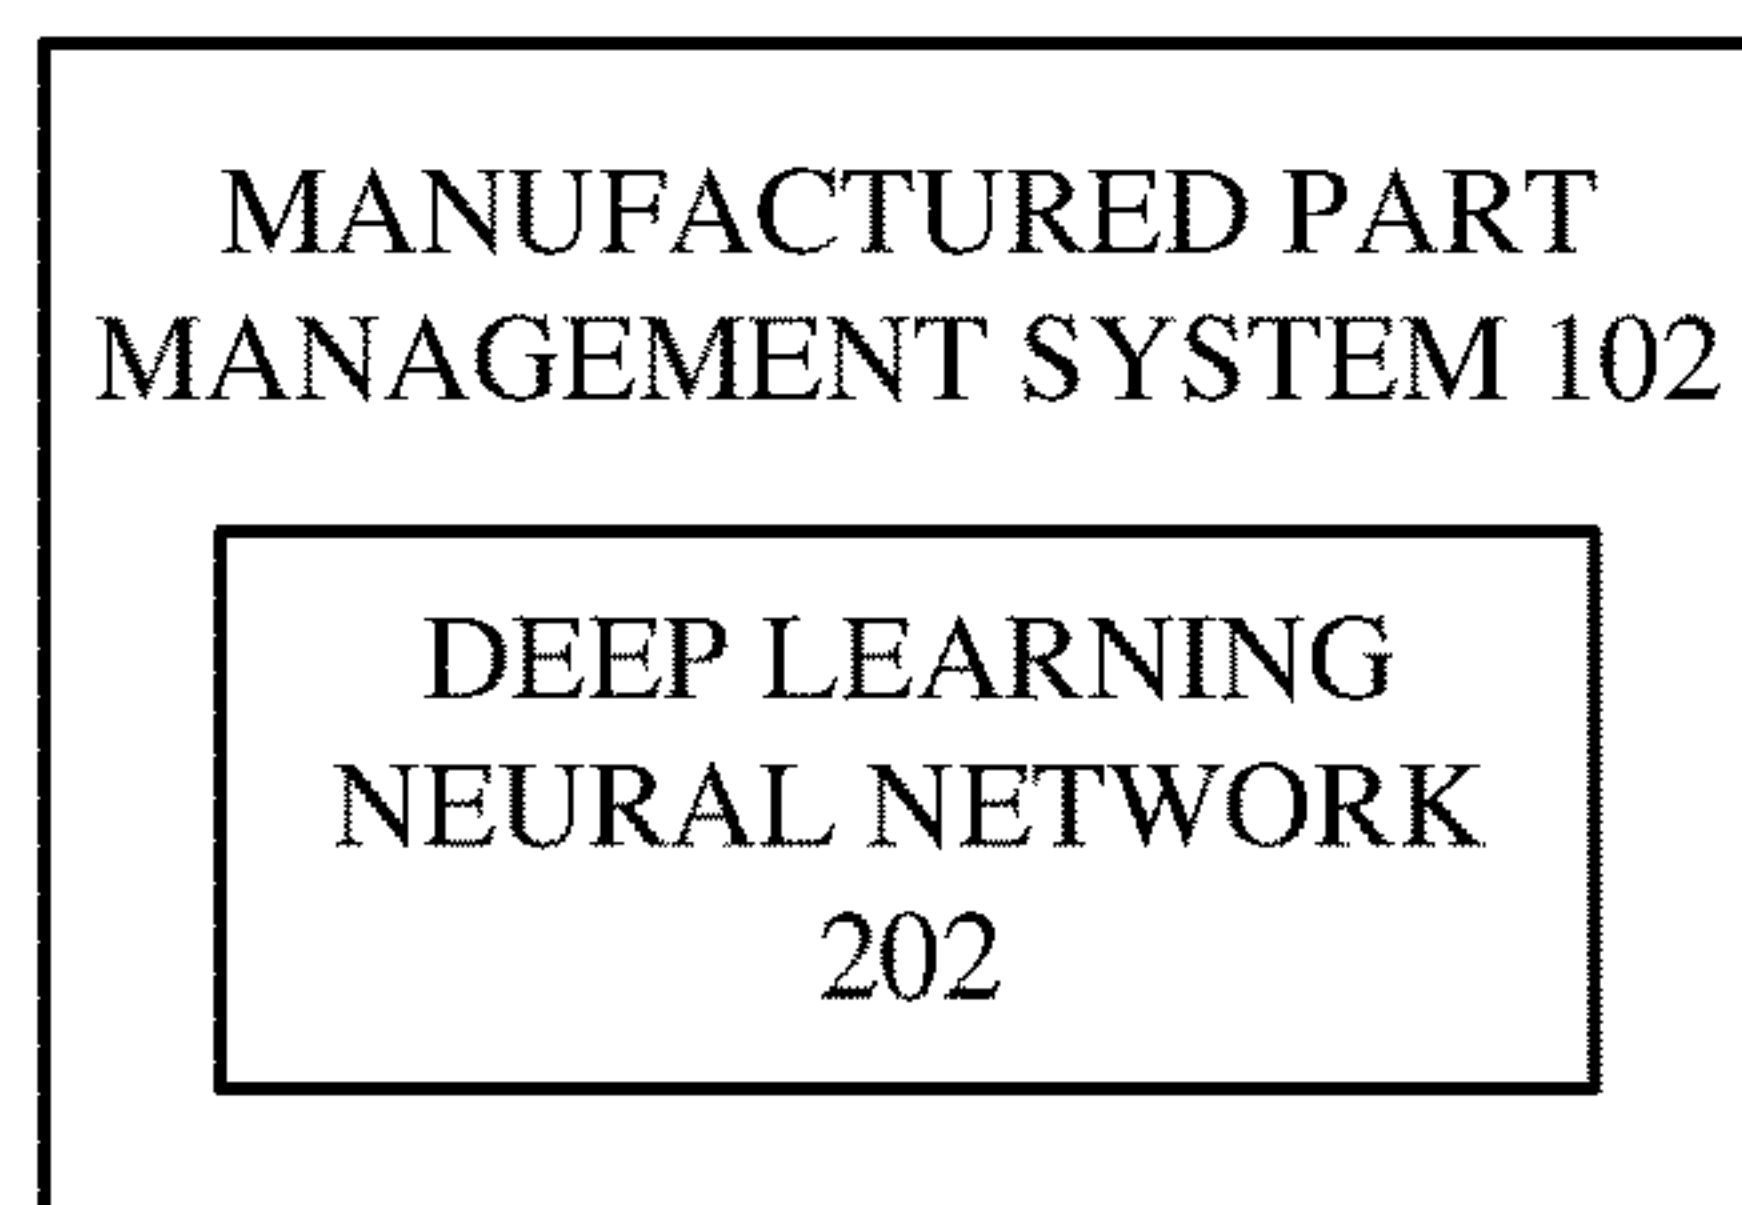 MANUFACTURED PART
MANAGEMENT SYSTEM 102
DEEP LEARNING
NEURAL NETWORK
202